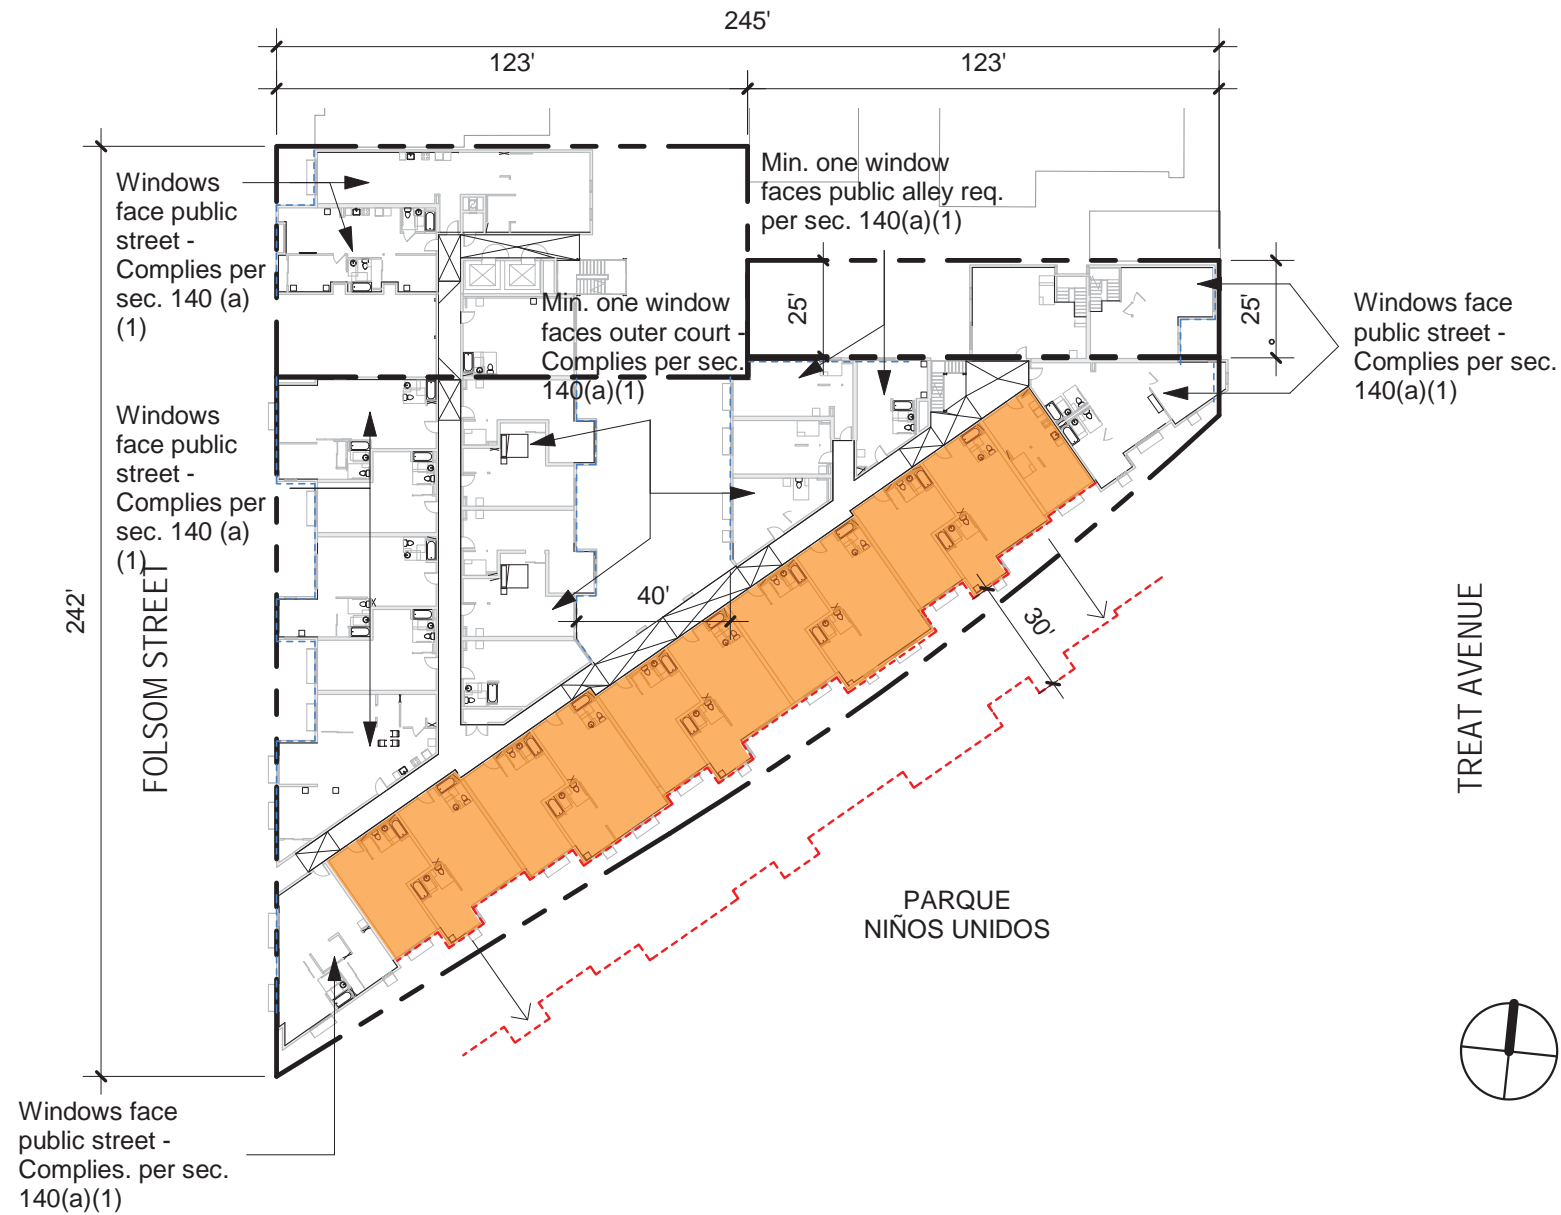 245'
123'
123'
Min. one window
faces public alley req.
per sec. 140(a)(1)
Windows
face public
street -
Complies per
sec. 140 (a)
(1)
Min. one window
faces outer court -
Complies per sec.
140(a)(1)
25'
25'
Windows face
public street -
Complies per sec.
140(a)(1)
Windows
face public
street -
Complies per
sec. 140 (a)
(1)
242'
FOLSOM STREET
40'
30'
TREAT AVENUE
PARQUE
NIÑOS UNIDOS
Windows face
public street -
Complies. per sec.
140(a)(1)